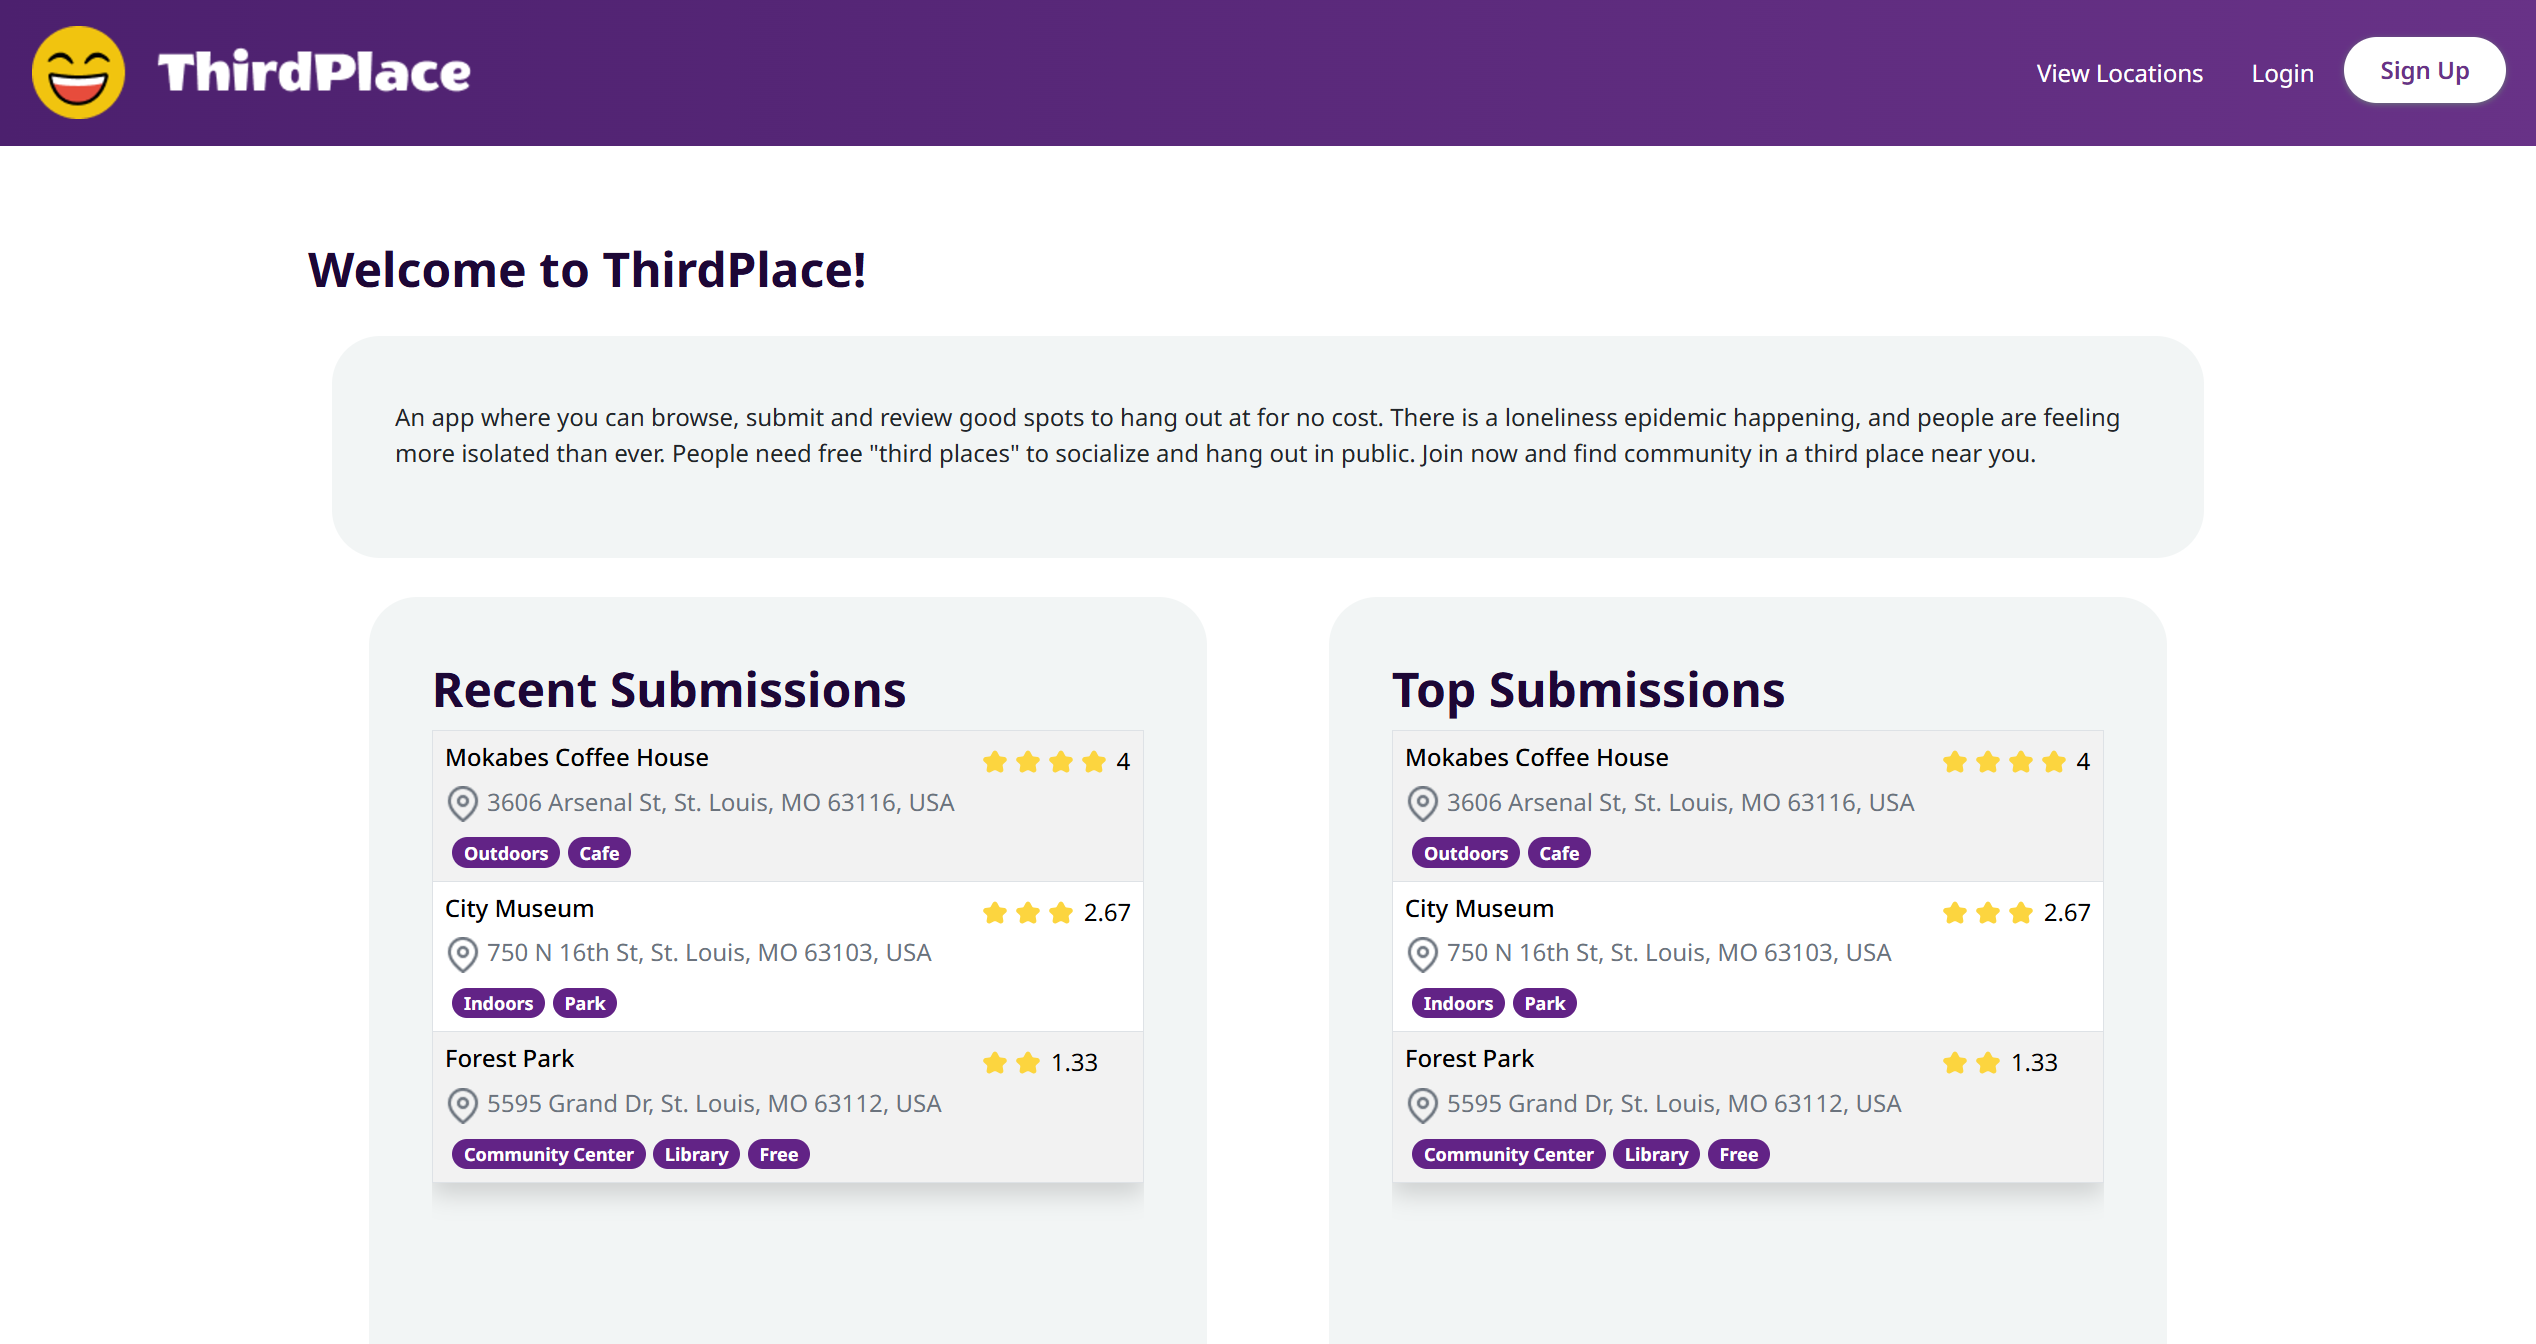 ThirdPlace
View Locations
Login
Sign Up
Welcome to ThirdPlace!
An app where you can browse, submit and review good spots to hang out at for no cost. There is a loneliness epidemic happening, and people are feeling
more isolated than ever. People need free "third places" to socialize and hang out in public. Join now and find community in a third place near you.
Recent Submissions
Mokabes Coffee House
4
3606 Arsenal St, St. Louis, MO 63116, USA
Outdoors
Cafe
City Museum
2.67
750 N 16th St, St. Louis, MO 63103, USA
Indoors
Park
Forest Park
1.33
5595 Grand Dr, St. Louis, MO 63112, USA
Community Center
Library
Free
Top Submissions
Mokabes Coffee House
4
3606 Arsenal St, St. Louis, MO 63116, USA
Outdoors
Cafe
City Museum
2.67
750 N 16th St, St. Louis, MO 63103, USA
Indoors
Park
Forest Park
1.33
5595 Grand Dr, St. Louis, MO 63112, USA
Community Center
Library
Free